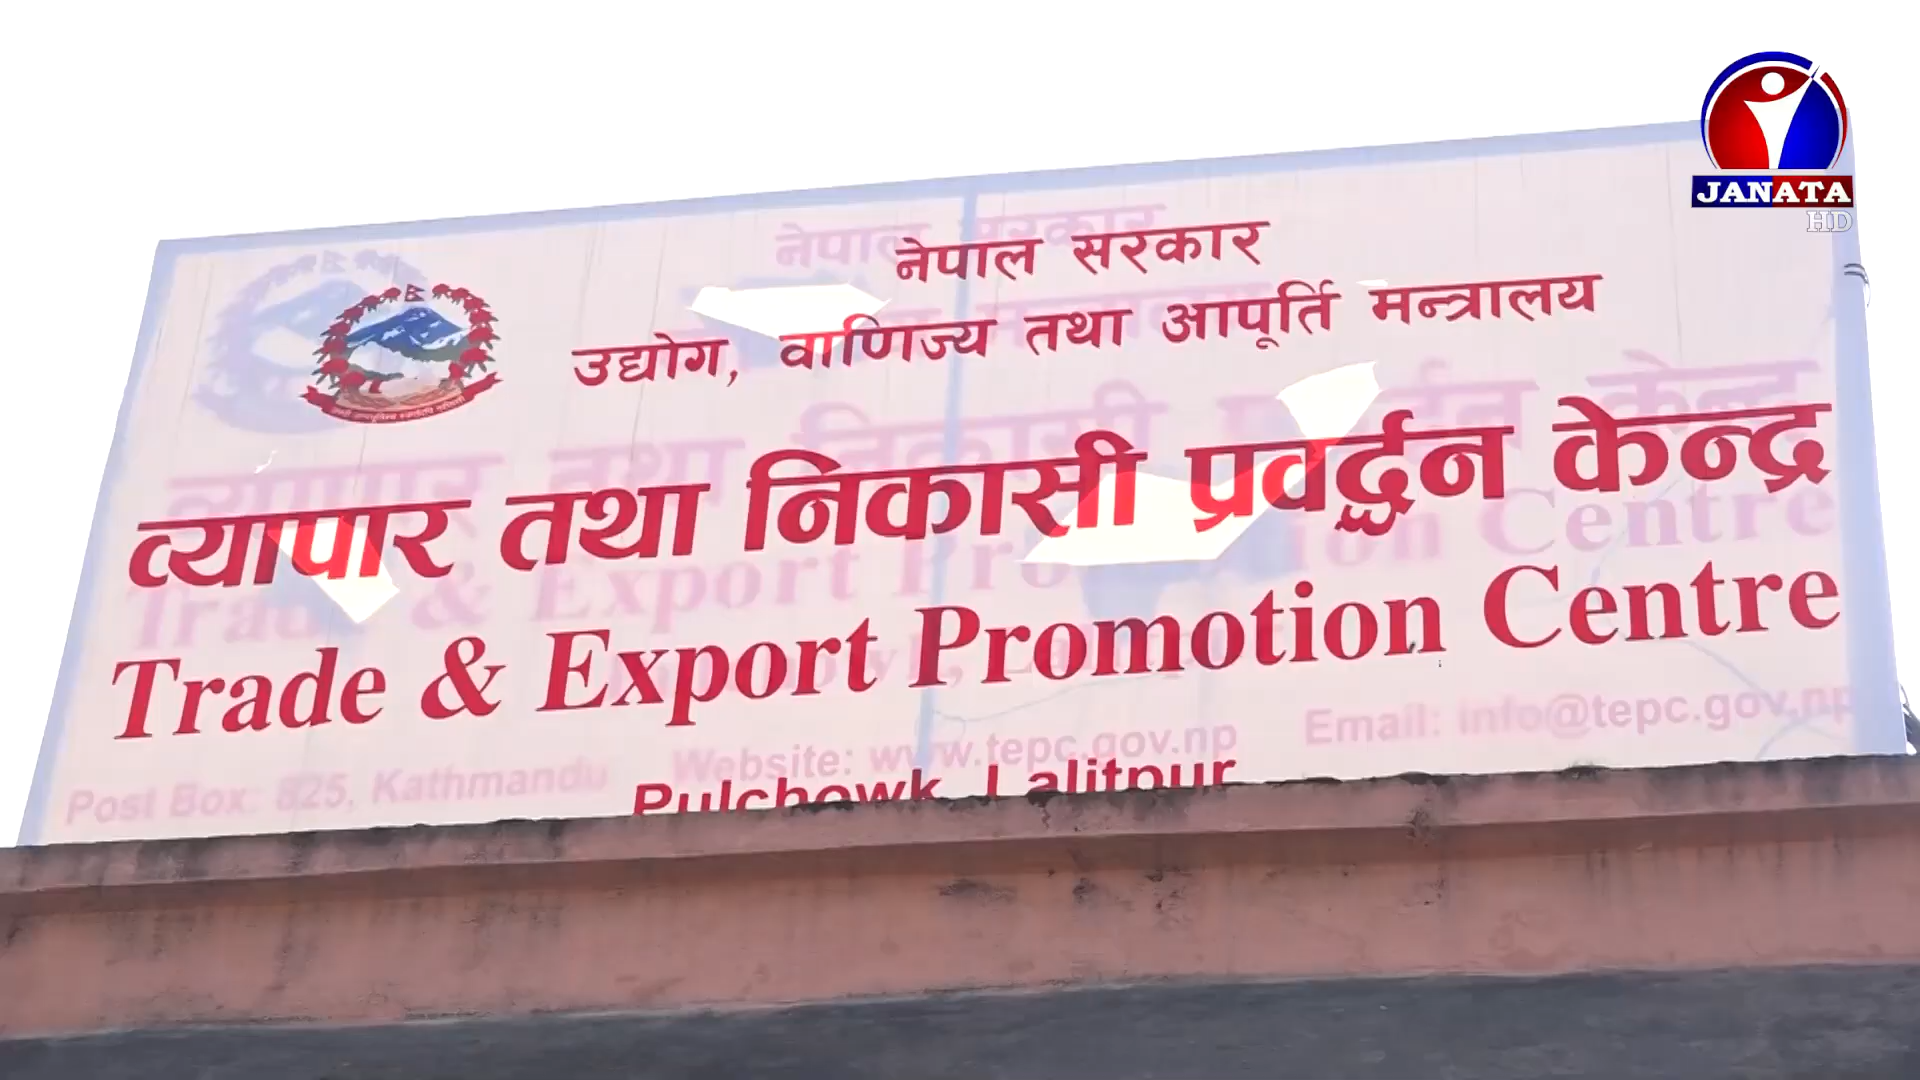 JANATA
HD
नेपाल सरकार
उद्योग, वाणिज्य तथा आपूर्ति मन्त्रालय
व्यापार तथा निकासी प्रवर्द्धन केन्द्र
Trade & Export Promotion Centre
Post Box: 825, Kathmandu Website: www.tepc.gov.np Email: info@tepc.gov.np
Pulchowk, Lalitpur